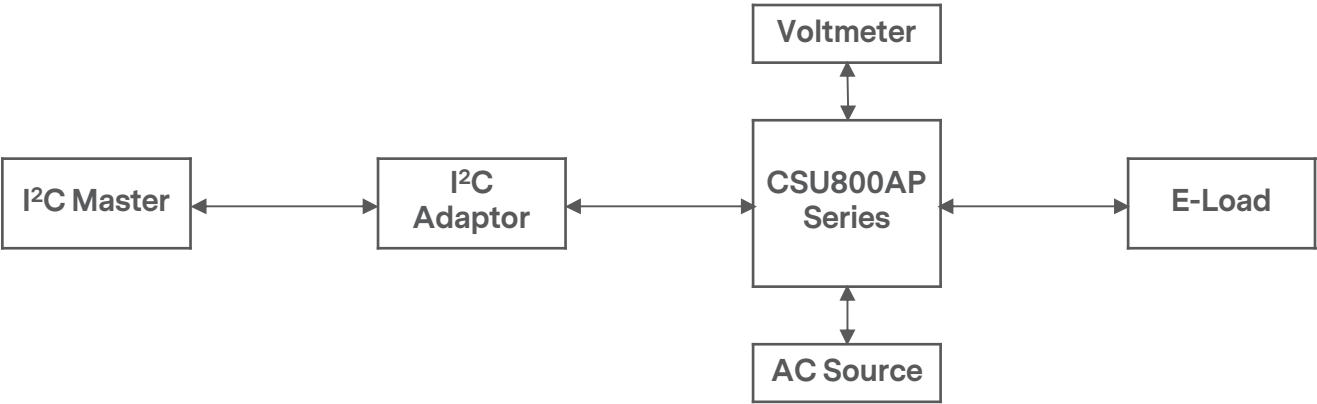 Voltmeter
I²C Master
I²C
Adaptor
CSU800AP
Series
E-Load
AC Source